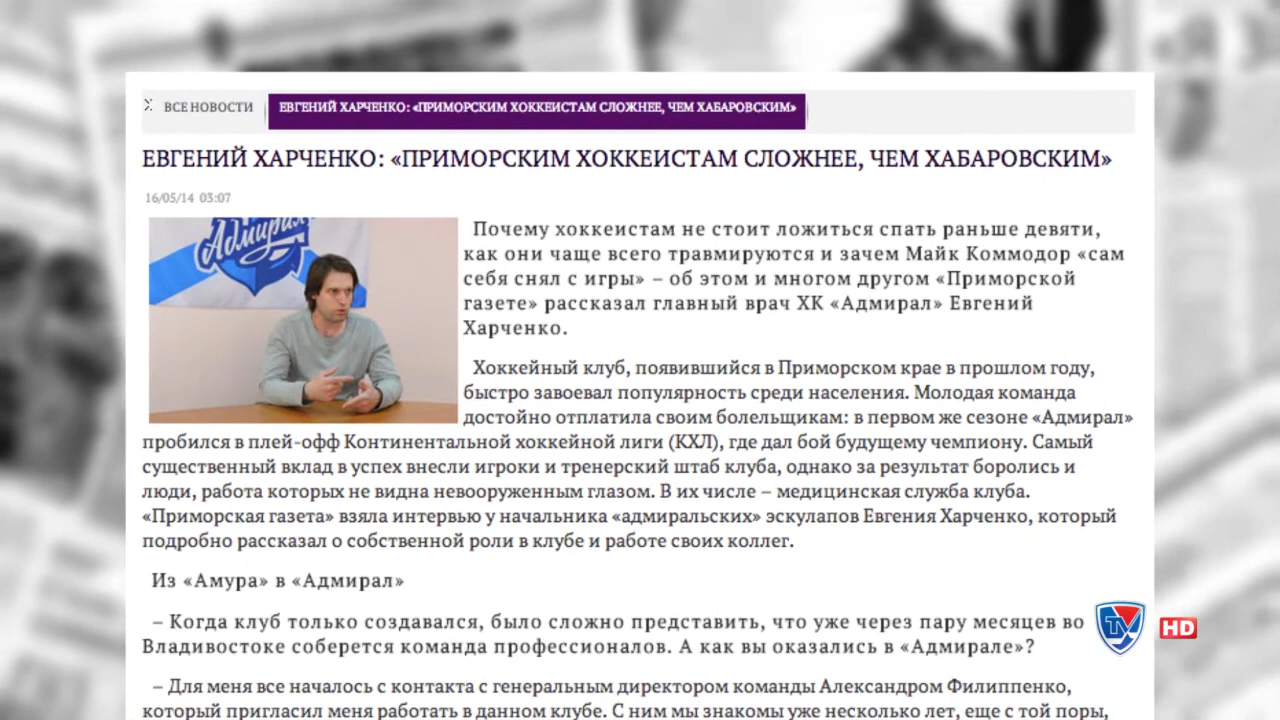 ВСЕ НОВОСТИ
ЕВГЕНИЙ ХАРЧЕНКО: «ПРИМОРСКИМ ХОККЕИСТАМ СЛОЖНЕЕ, ЧЕМ ХАБАРОВСКИМ»
ЕВГЕНИЙ ХАРЧЕНКО: «ПРИМОРСКИМ ХОККЕИСТАМ СЛОЖНЕЕ, ЧЕМ ХАБАРОВСКИМ»
16/05/14 03:07
Адмирал
Почему хоккеистам не стоит ложиться спать раньше девяти,
как они чаще всего травмируются и зачем Майк Коммодор «сам
себя снял с игры» – об этом и многом другом «Приморской
газете» рассказал главный врач ХК «Адмирал» Евгений
Харченко.
Хоккейный клуб, появившийся в Приморском крае в прошлом году,
быстро завоевал популярность среди населения. Молодая команда
достойно отплатила своим болельщикам: в первом же сезоне «Адмирал»
пробился в плей-офф Континентальной хоккейной лиги (КХЛ), где дал бой будущему чемпиону. Самый
существенный вклад в успех внесли игроки и тренерский штаб клуба, однако за результат боролись и
люди, работа которых не видна невооруженным глазом. В их числе – медицинская служба клуба.
«Приморская газета» взяла интервью у начальника «адмиральских» эскулапов Евгения Харченко, который
подробно рассказал о собственной роли в клубе и работе своих коллег.
Из «Амура» в «Адмирал»
– Когда клуб только создавался, было сложно представить, что уже через пару месяцев во
Владивостоке соберется команда профессионалов. А как вы оказались в «Адмирале»?
– Для меня все началось с контакта с генеральным директором команды Александром Филиппенко,
который пригласил меня работать в данном клубе. С ним мы знакомы уже несколько лет, еще с той поры,
TV
HD